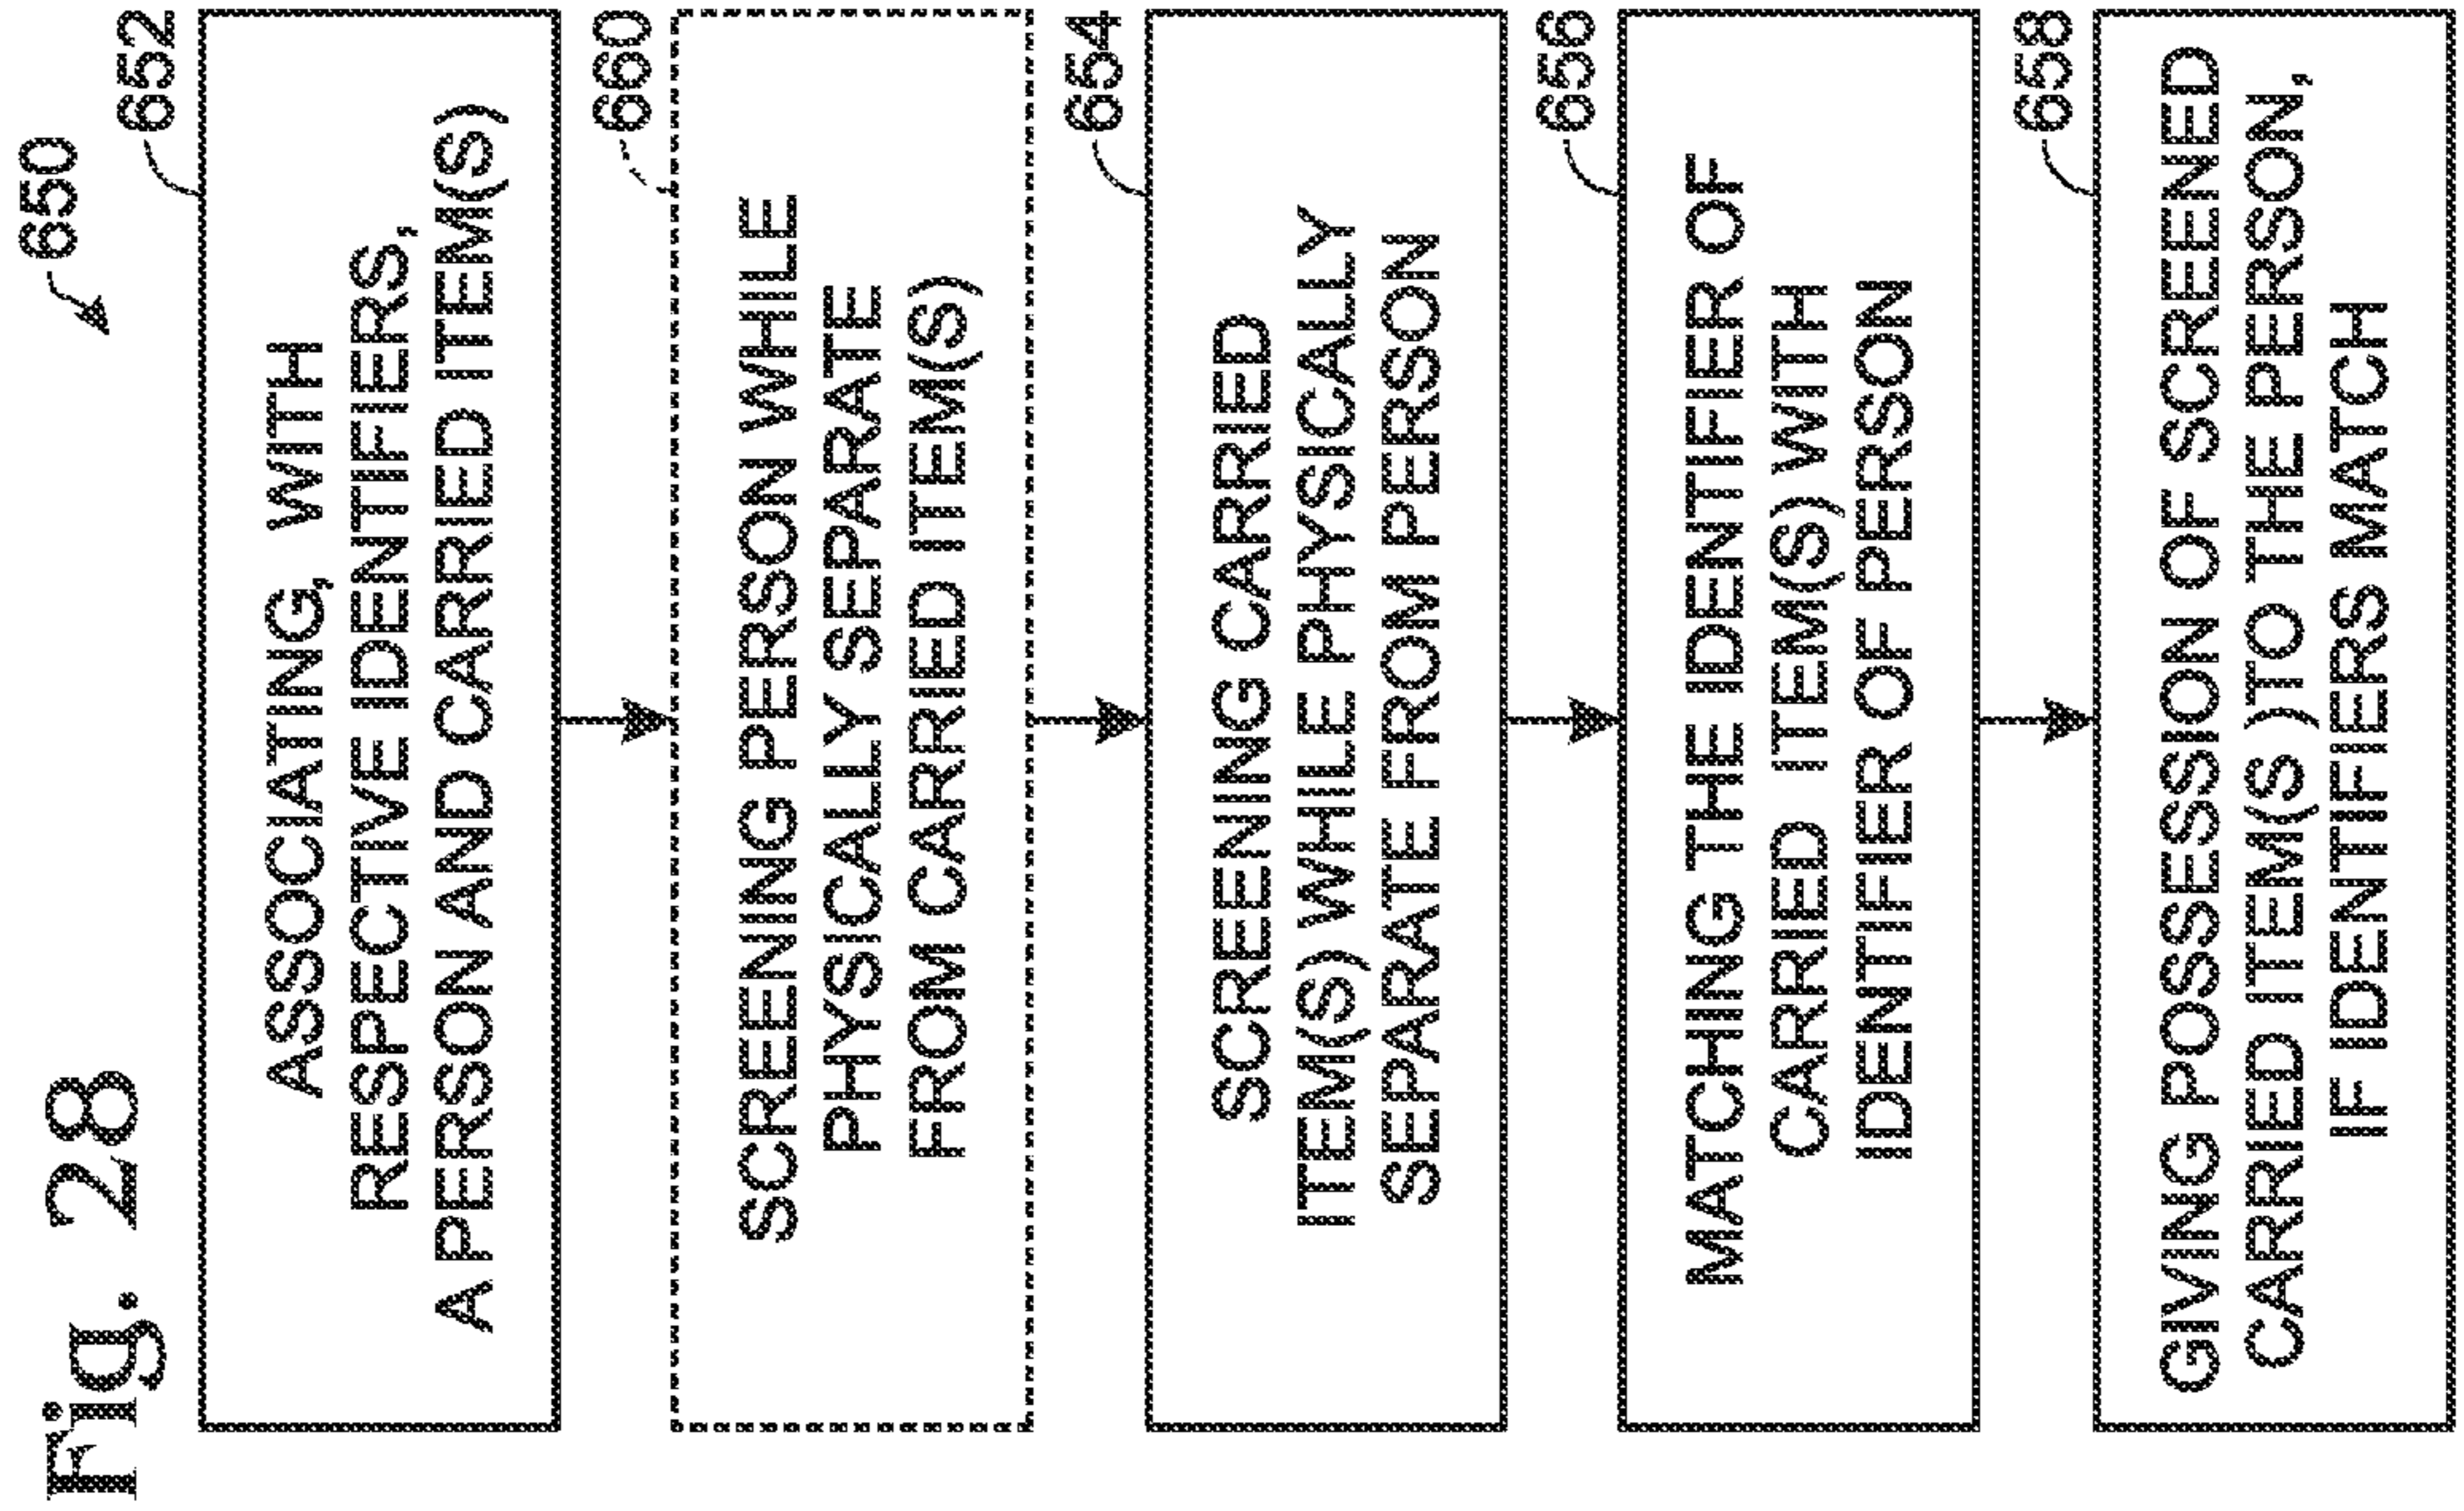 Fig. 28
650
652
ASSOCIATING, WITH
RESPECTIVE IDENTIFIERS,
A PERSON AND CARRIED ITEM(S)
660
SCREENING PERSON WHILE
PHYSICALLY SEPARATE
FROM CARRIED ITEM(S)
654
SCREENING CARRIED
ITEM(S) WHILE PHYSICALLY
SEPARATE FROM PERSON
656
MATCHING THE IDENTIFIER OF
CARRIED ITEM(S) WITH
IDENTIFIER OF PERSON
658
GIVING POSSESSION OF SCREENED
CARRIED ITEM(S )TO THE PERSON,
IF IDENTIFIERS MATCH